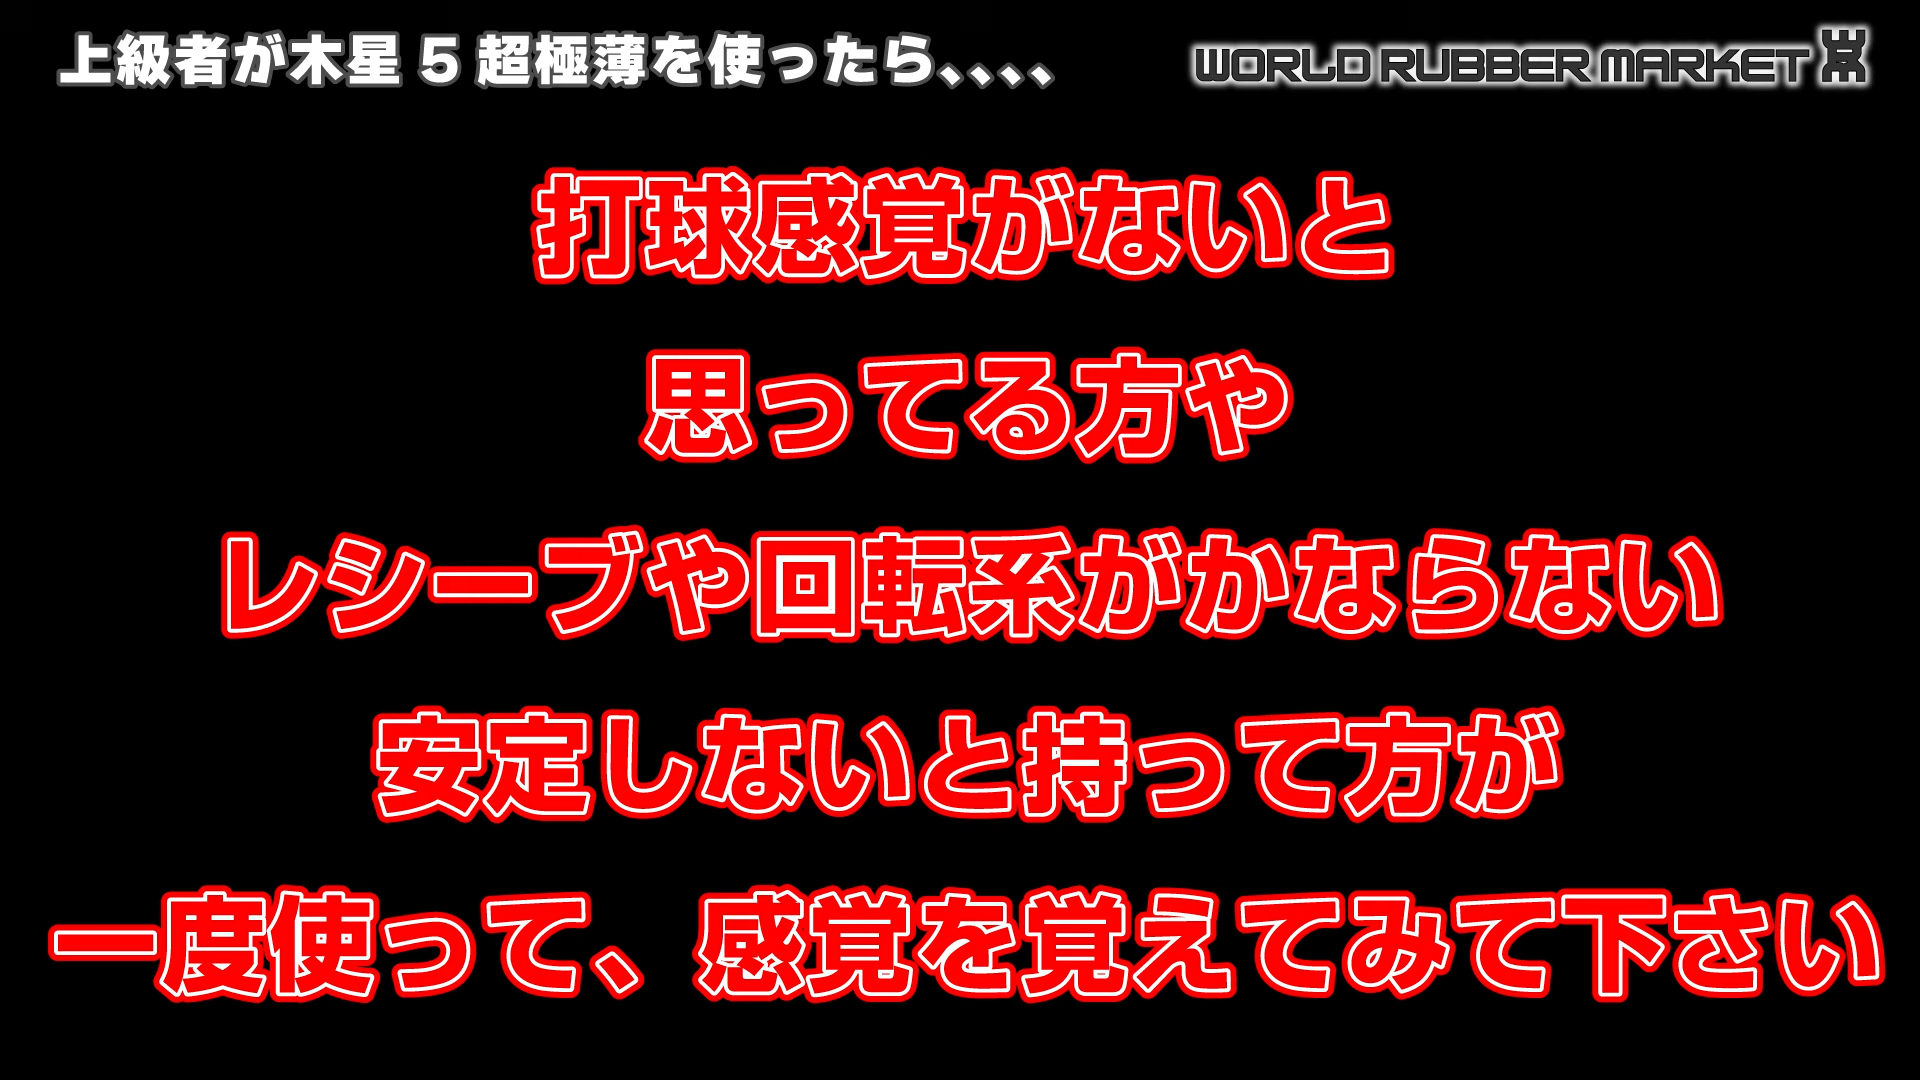 上級者が木星5超極薄を使ったら、、、、
WORLD RUBBER MARKET
打球感覚がないと
思ってる方や
レシーブや回転系がかならない
安定しないと持って方が
一度使って、感覚を覚えてみて下さい